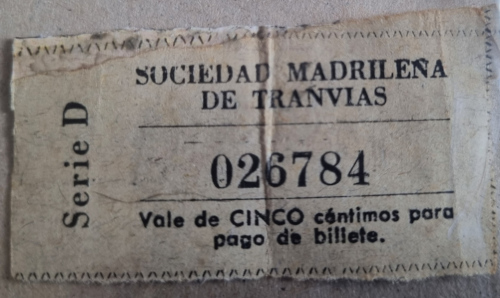 Serie D
SOCIEDAD MADRILEÑA
DE TRANVIAS
026784
Vale de CINCO céntimos para
pago de billete.